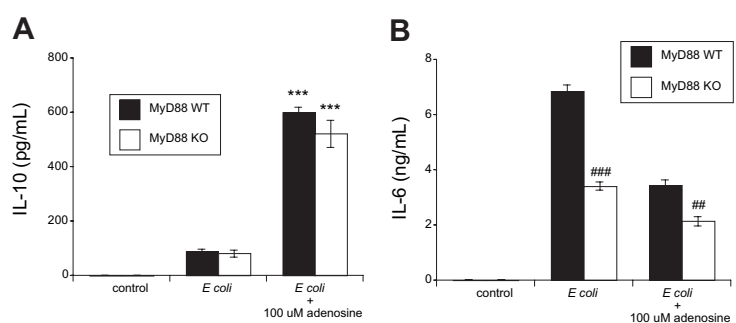 A
IL-10 (pg/mL)
800
600
400
200
0
MyD88 WT
MyD88 KO
***
***
control
E coli
E coli
+
100 uM adenosine
B
IL-6 (ng/mL)
8
6
4
2
0
MyD88 WT
MyD88 KO
###
##
control
E coli
E coli
+
100 uM adenosine